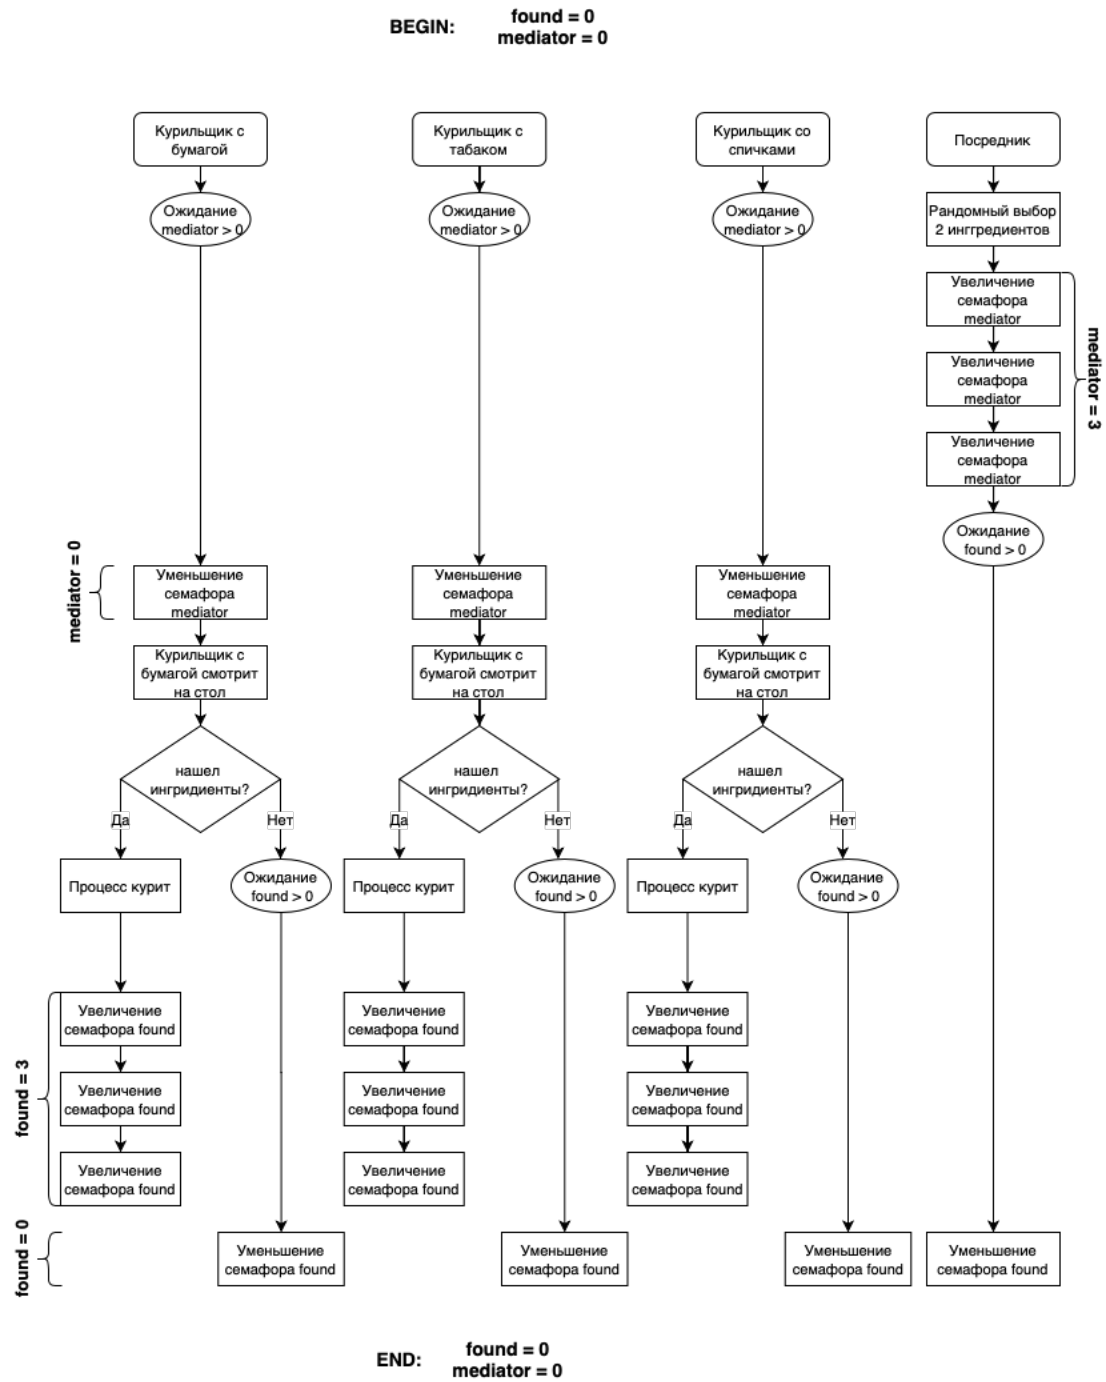 BEGIN:
found = 0
mediator = 0
Курильщик с
бумагой
Курильщик с
табаком
Курильщик со
спичками
Посредник
Ожидание
mediator > 0
Ожидание
mediator > 0
Ожидание
mediator > 0
Рандомный выбор
2 инггредиентов
Увеличение
семафора
mediator
Увеличение
семафора
mediator
Увеличение
семафора
mediator
mediator = 3
Ожидание
found > 0
mediator = 0
Уменьшение
семафора
mediator
Уменьшение
семафора
mediator
Уменьшение
семафора
mediator
Курильщик с
бумагой смотрит
на стол
Курильщик с
бумагой смотрит
на стол
Курильщик с
бумагой смотрит
на стол
нашел
ингридиенты?
нашел
ингридиенты?
нашел
ингридиенты?
Да
Нет
Да
Нет
Да
Нет
Процесс курит
Ожидание
found > 0
Процесс курит
Ожидание
found > 0
Процесс курит
Ожидание
found > 0
found = 3
Увеличение
семафора found
Увеличение
семафора found
Увеличение
семафора found
Увеличение
семафора found
Увеличение
семафора found
Увеличение
семафора found
Увеличение
семафора found
Увеличение
семафора found
Увеличение
семафора found
found = 0
Уменьшение
семафора found
Уменьшение
семафора found
Уменьшение
семафора found
Уменьшение
семафора found
END:
found = 0
mediator = 0